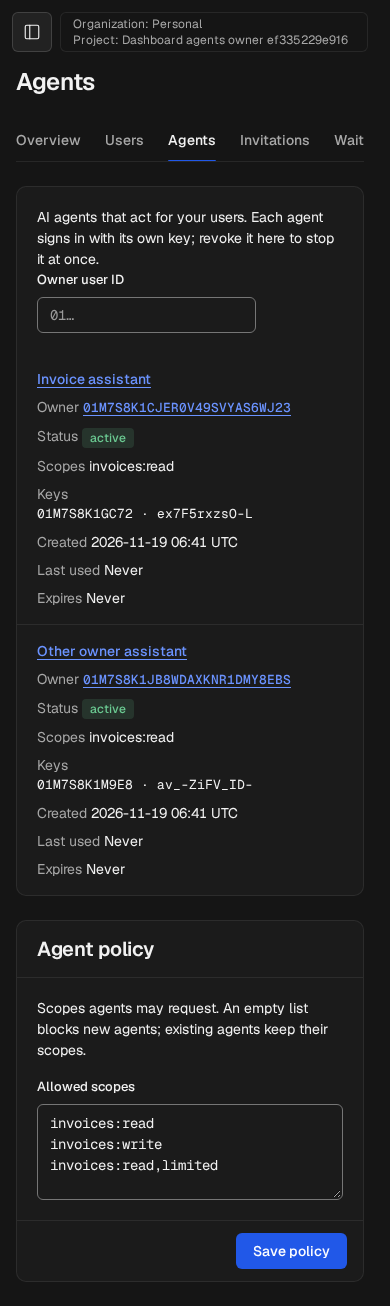 Organization: Personal
Project: Dashboard agents owner ef335229e916
Agents
Overview Users Agents Invitations Wait
AI agents that act for your users. Each agent
signs in with its own key; revoke it here to stop
it at once.
Owner user ID
01…
Invoice assistant
Owner 01M7S8K1CJER0V49SVYAS6WJ23
Status active
Scopes invoices:read
Keys
01M7S8K1GC72 · ex7F5rxzsO-L
Created 2026-11-19 06:41 UTC
Last used Never
Expires Never
Other owner assistant
Owner 01M7S8K1JB8WDAXKNR1DMY8EBS
Status active
Scopes invoices:read
Keys
01M7S8K1M9E8 · av_-ZiFV_ID-
Created 2026-11-19 06:41 UTC
Last used Never
Expires Never
Agent policy
Scopes agents may request. An empty list
blocks new agents; existing agents keep their
scopes.
Allowed scopes
invoices:read
invoices:write
invoices:read,limited
Save policy